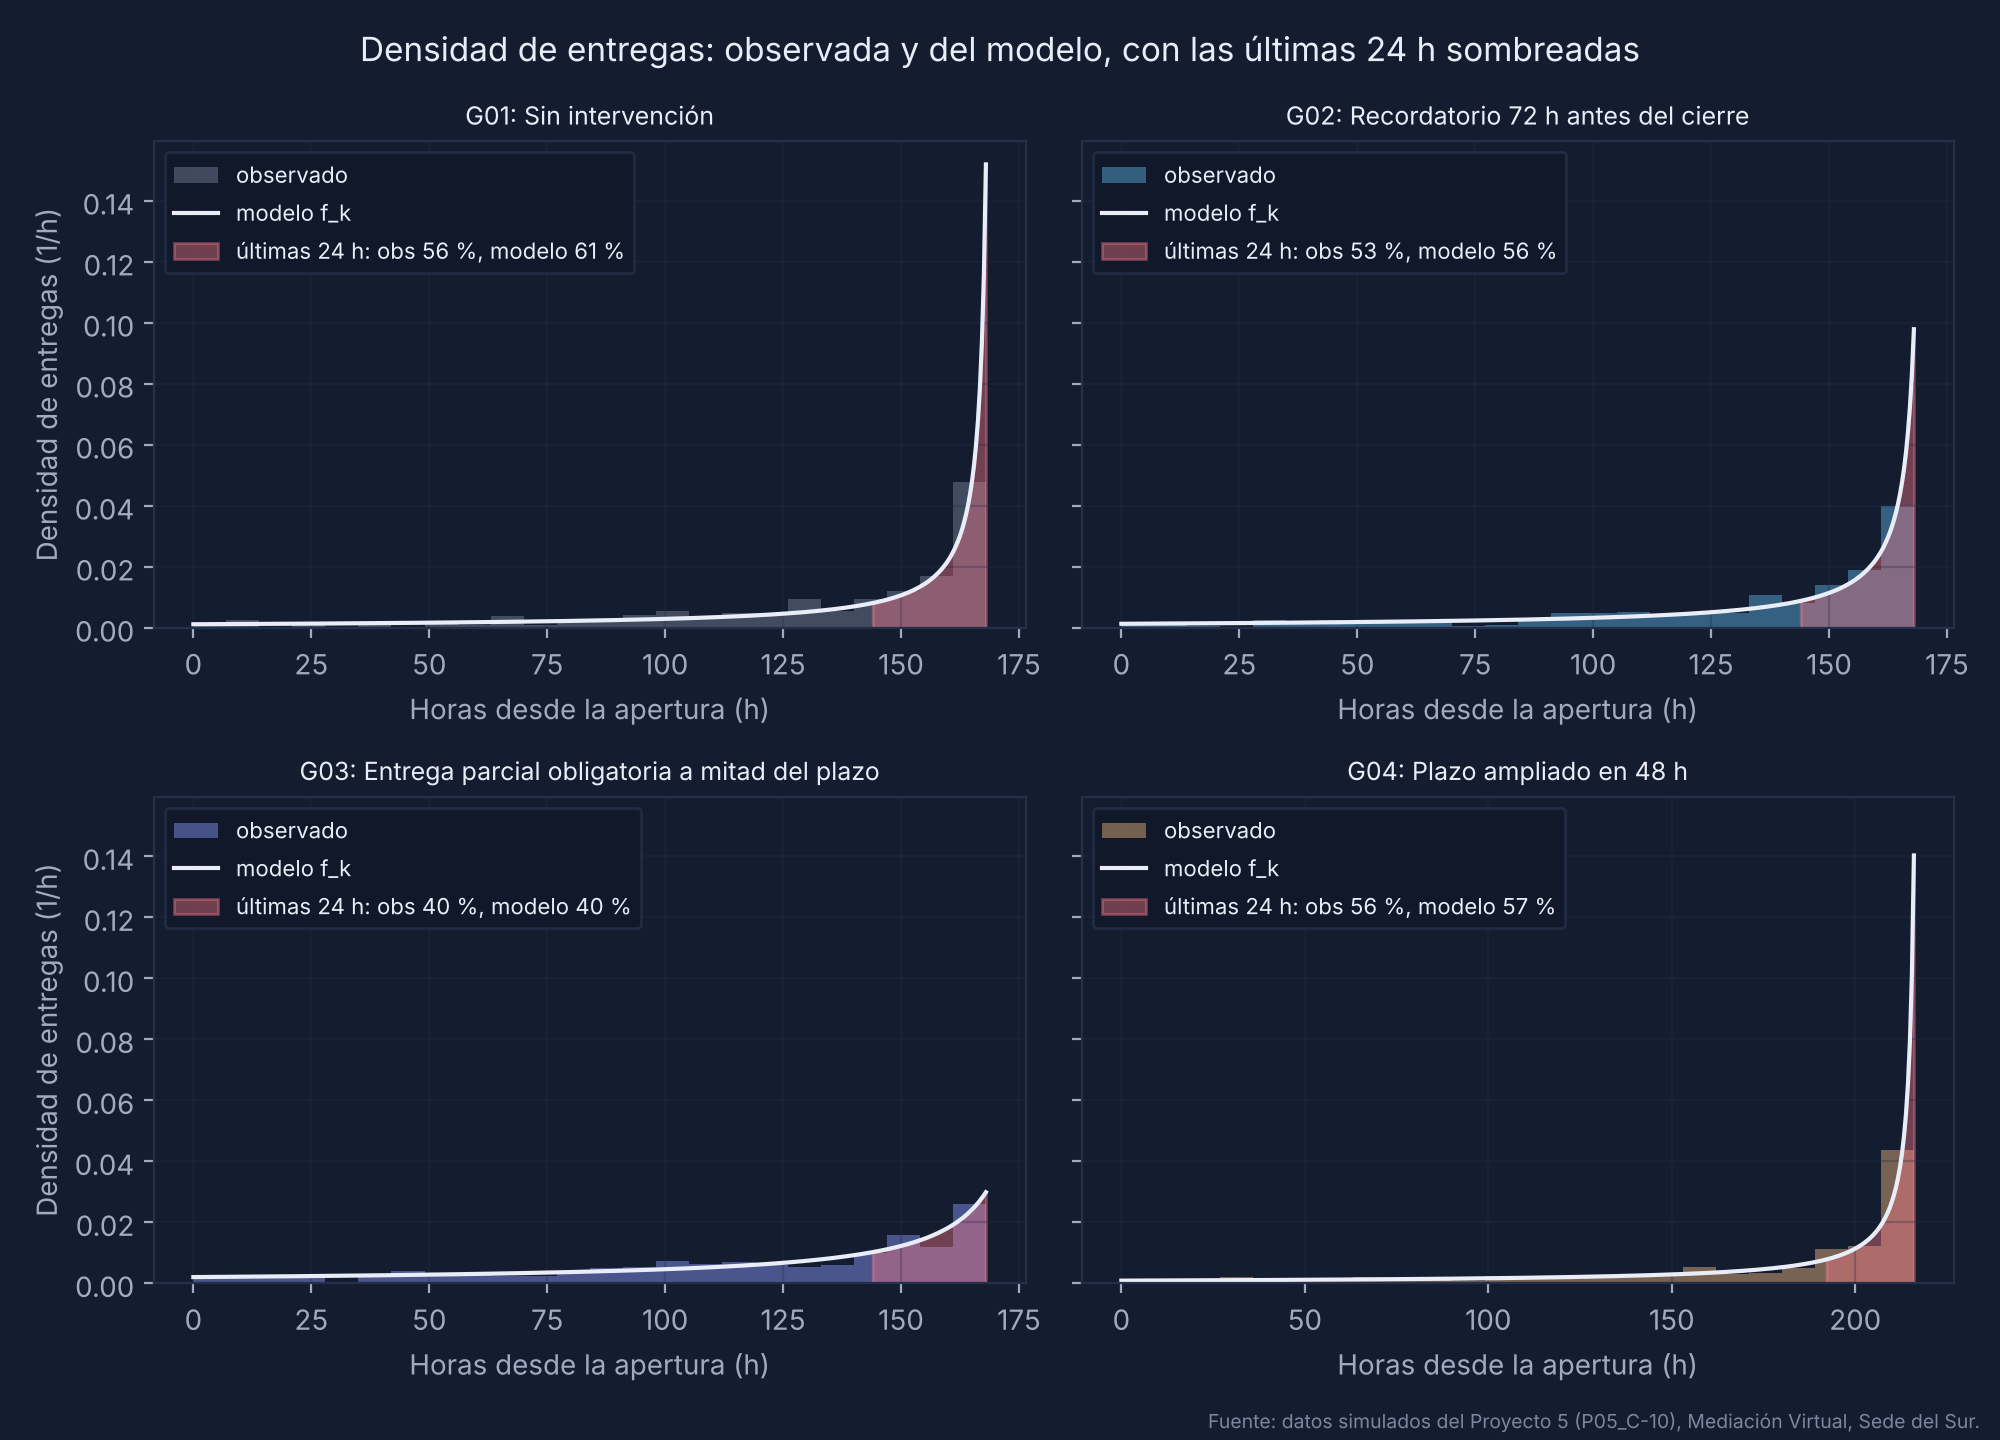 Densidad de entregas: observada y del modelo, con las últimas 24 h sombreadas
G01: Sin intervención
observado
modelo f_k
últimas 24 h: obs 56 %, modelo 61 %
Densidad de entregas (1/h)
0.14
0.12
0.10
0.08
0.06
0.04
0.02
0.00
0 25 50 75 100 125 150 175
Horas desde la apertura (h)
G02: Recordatorio 72 h antes del cierre
observado
modelo f_k
últimas 24 h: obs 53 %, modelo 56 %
0 25 50 75 100 125 150 175
Horas desde la apertura (h)
G03: Entrega parcial obligatoria a mitad del plazo
observado
modelo f_k
últimas 24 h: obs 40 %, modelo 40 %
Densidad de entregas (1/h)
0.14
0.12
0.10
0.08
0.06
0.04
0.02
0.00
0 25 50 75 100 125 150 175
Horas desde la apertura (h)
G04: Plazo ampliado en 48 h
observado
modelo f_k
últimas 24 h: obs 56 %, modelo 57 %
0 50 100 150 200
Horas desde la apertura (h)
Fuente: datos simulados del Proyecto 5 (P05_C-10), Mediación Virtual, Sede del Sur.